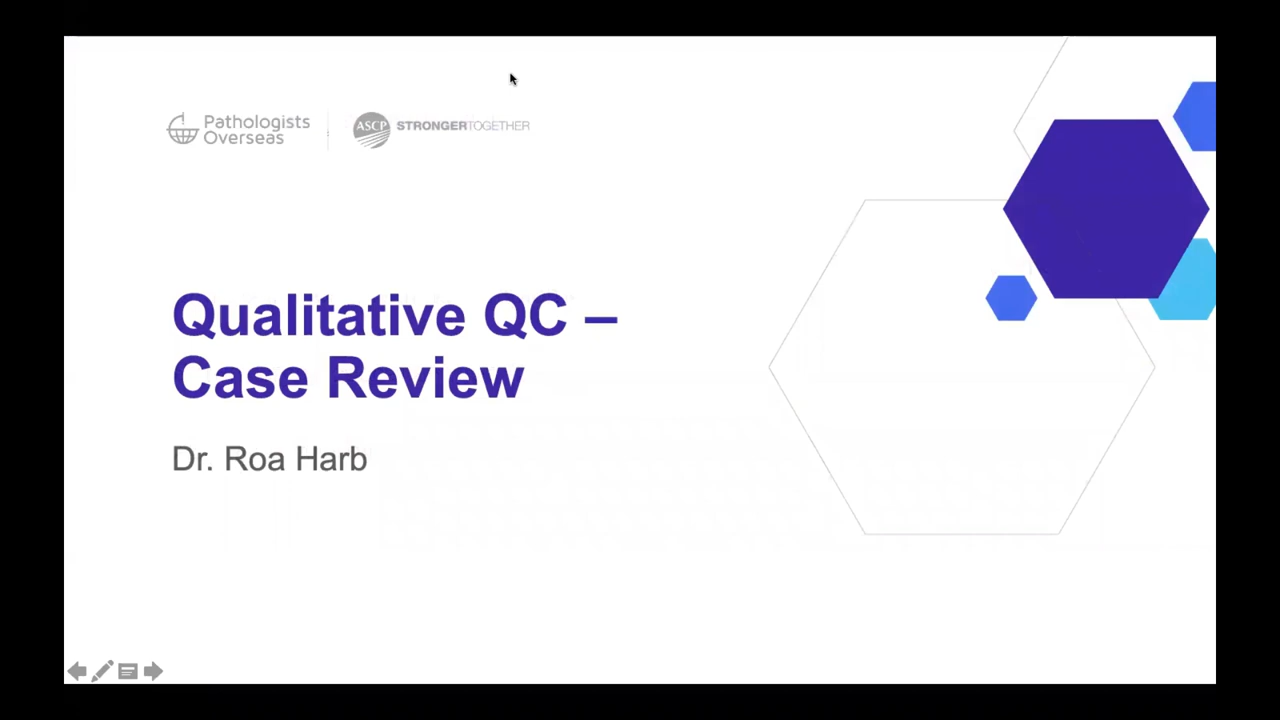 Pathologists
Overseas
ASCP STRONGERTOGETHER
Qualitative QC –
Case Review
Dr. Roa Harb